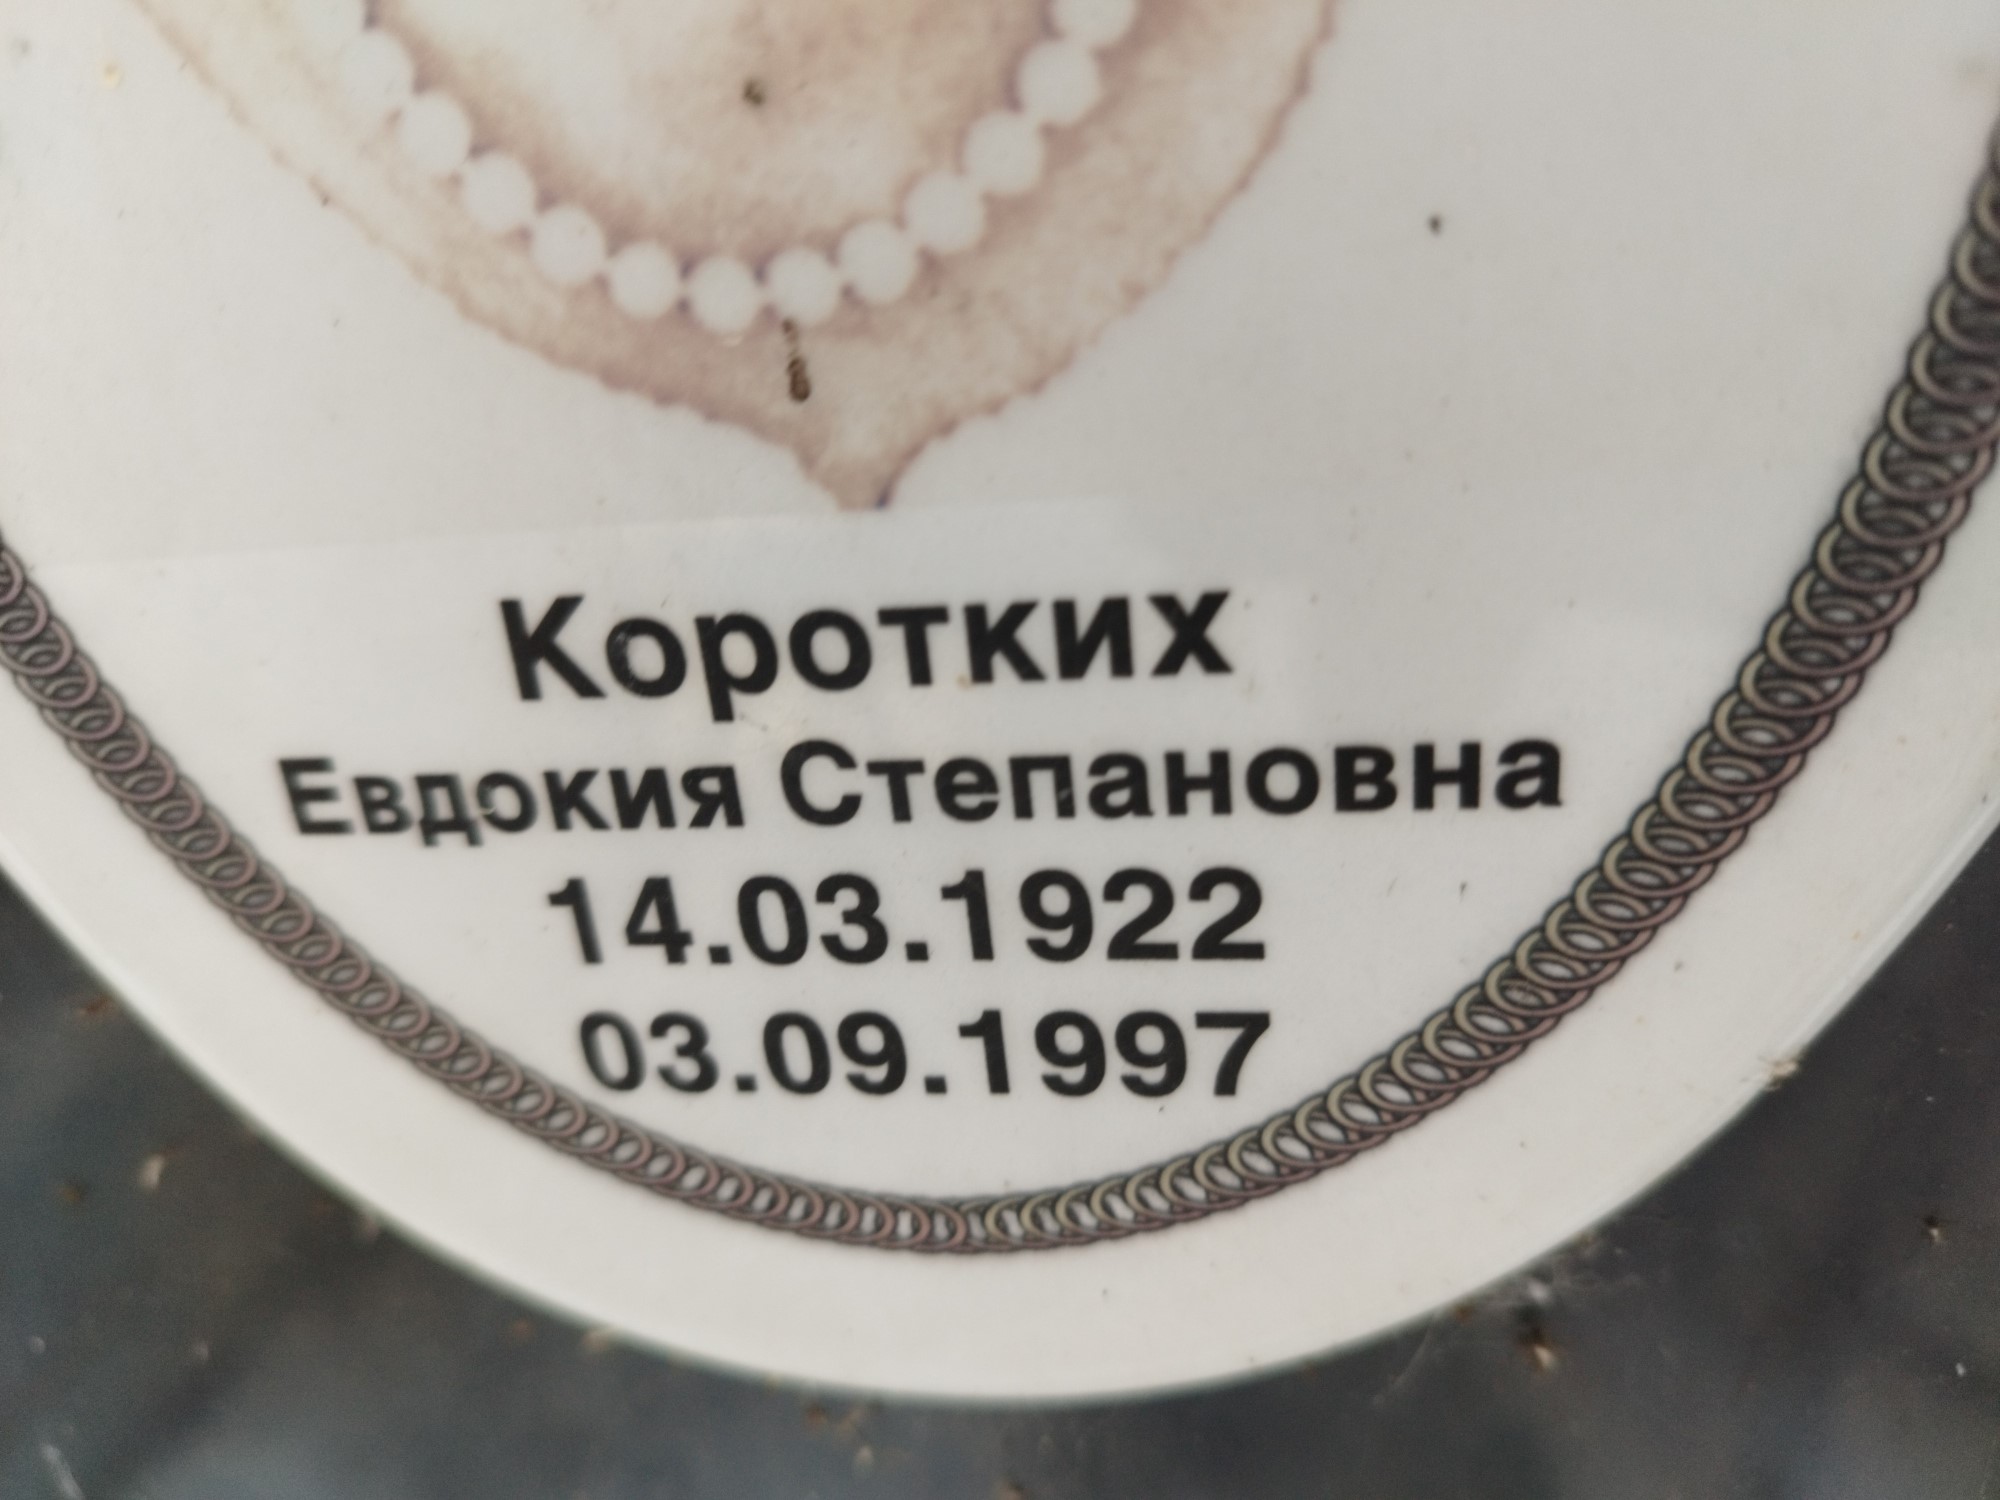 Коротких
Евдокия Степановна
14.03.1922
03.09.1997